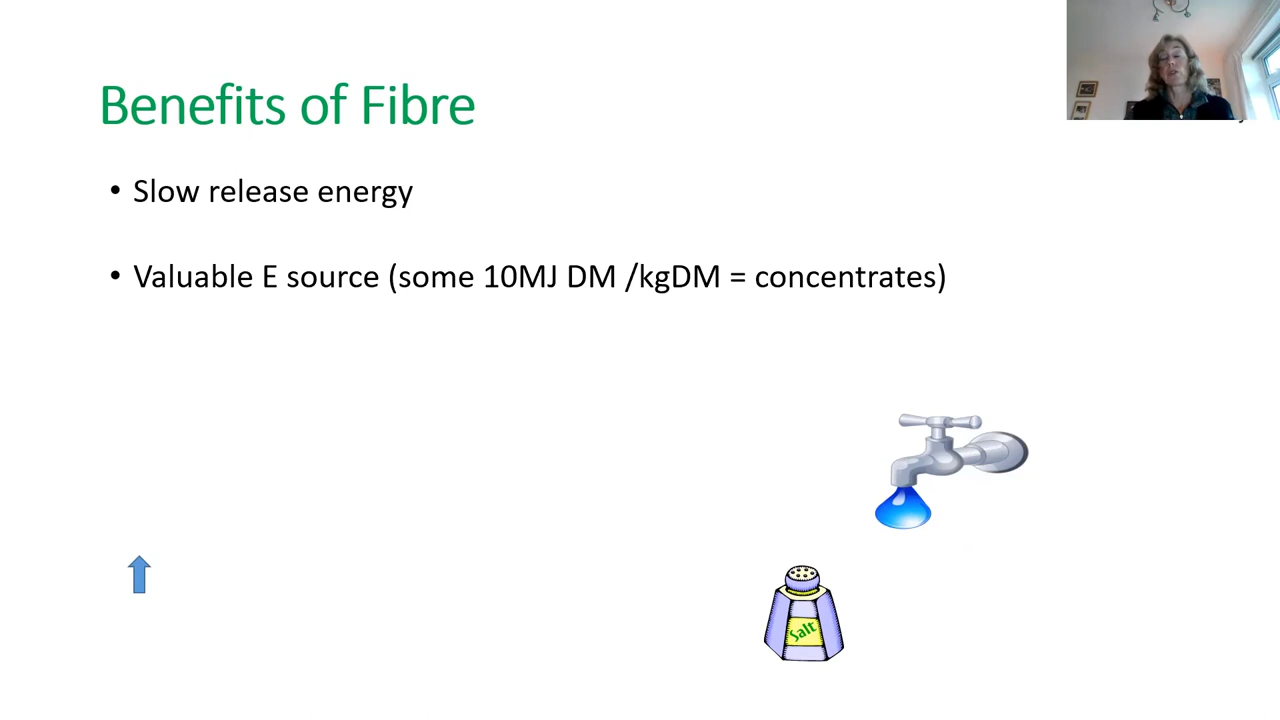 Benefits of Fibre
• Slow release energy
• Valuable E source (some 10MJ DM /kgDM = concentrates)
Salt